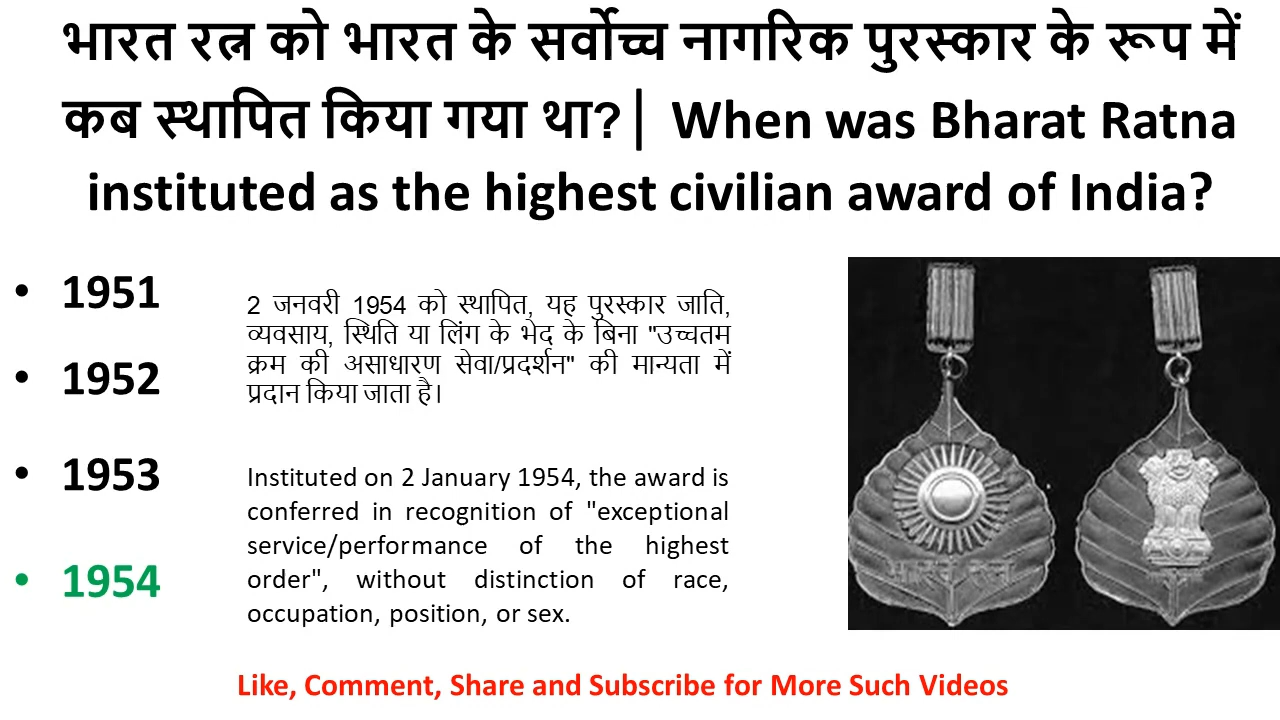 भारत रत्न को भारत के सर्वोच्च नागरिक पुरस्कार के रूप में
कब स्थापित किया गया था?| When was Bharat Ratna
instituted as the highest civilian award of India?
• 1951
• 1952
• 1953
• 1954
2 जनवरी 1954 को स्थापित, यह पुरस्कार जाति,
व्यवसाय, स्थिति या लिंग के भेद के बिना "उच्चतम
क्रम की असाधारण सेवा/प्रदर्शन" की मान्यता में
प्रदान किया जाता है।
Instituted on 2 January 1954, the award is
conferred in recognition of "exceptional
service/performance of the highest
order", without distinction of race,
occupation, position, or sex.
भारत रत्न
Like, Comment, Share and Subscribe for More Such Videos